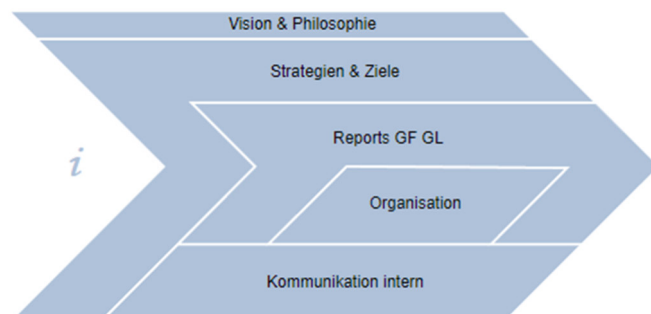 Vision & Philosophie
Strategien & Ziele
Reports GF GL
i
Organisation
Kommunikation intern